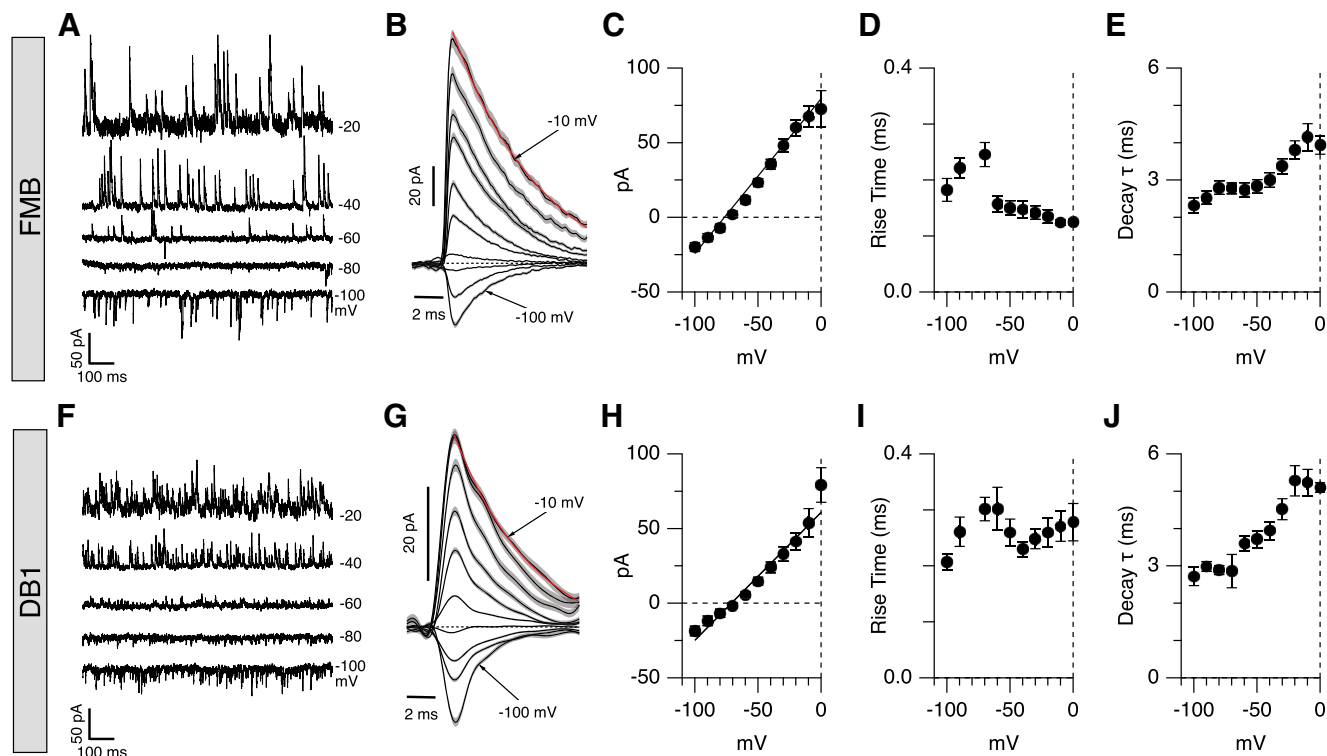 FMB
A
-20
-40
-60
-80
-100
mV
50 pA
100 ms
B
-10 mV
20 pA
2 ms
-100 mV
C
100
50
0
-50
pA
-100 -50 0
mV
D
0.4
0.0
Rise Time (ms)
-100 -50 0
mV
E
6
3
0
Decay τ (ms)
-100 -50 0
mV
DB1
F
-20
-40
-60
-80
-100
mV
50 pA
100 ms
G
-10 mV
20 pA
2 ms
-100 mV
H
100
50
0
-50
pA
-100 -50 0
mV
I
0.4
0.0
Rise Time (ms)
-100 -50 0
mV
J
6
3
0
Decay τ (ms)
-100 -50 0
mV